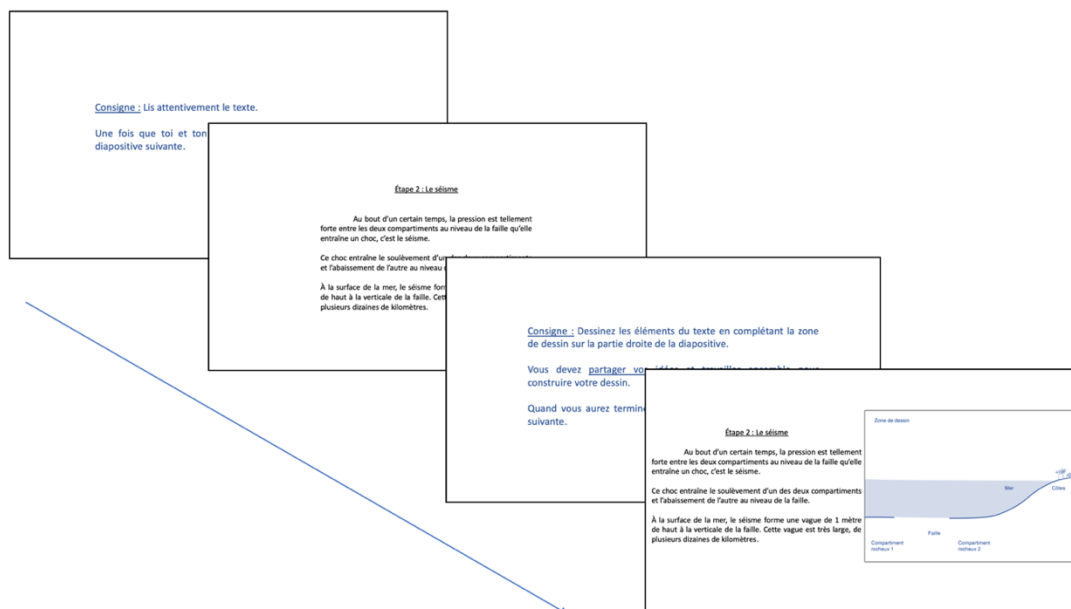 Consigne : Lis attentivement le texte.
Une fois que toi et ton
diapositive suivante.
Étape 2 : Le séisme
Au bout d'un certain temps, la pression est tellement
forte entre les deux compartiments au niveau de la faille qu'elle
entraîne un choc, c'est le séisme.
Ce choc entraîne le soulèvement d'un des deux compartiments
et l'abaissement de l'autre au niveau
À la surface de la mer, le séisme
de haut à la verticale de la faille.
plusieurs dizaines de kilomètres.
Consigne : Dessinez les éléments du texte en complétant la zone
de dessin sur la partie droite de la diapositive.
Vous devez partager vos idées et travailler ensemble pour
construire votre dessin.
Quand vous aurez terminé
suivante.
Étape 2 : Le séisme
Au bout d'un certain temps, la pression est tellement
forte entre les deux compartiments au niveau de la faille qu'elle
entraîne un choc, c'est le séisme.
Ce choc entraîne le soulèvement d'un des deux compartiments
et l'abaissement de l'autre au niveau de la faille.
À la surface de la mer, le séisme forme une vague de 1 mètre
de haut à la verticale de la faille. Cette vague est très large, de
plusieurs dizaines de kilomètres.
Zone de dessin
Mer
Côtes
Faille
Compartiment
rocheux 1
Compartiment
rocheux 2